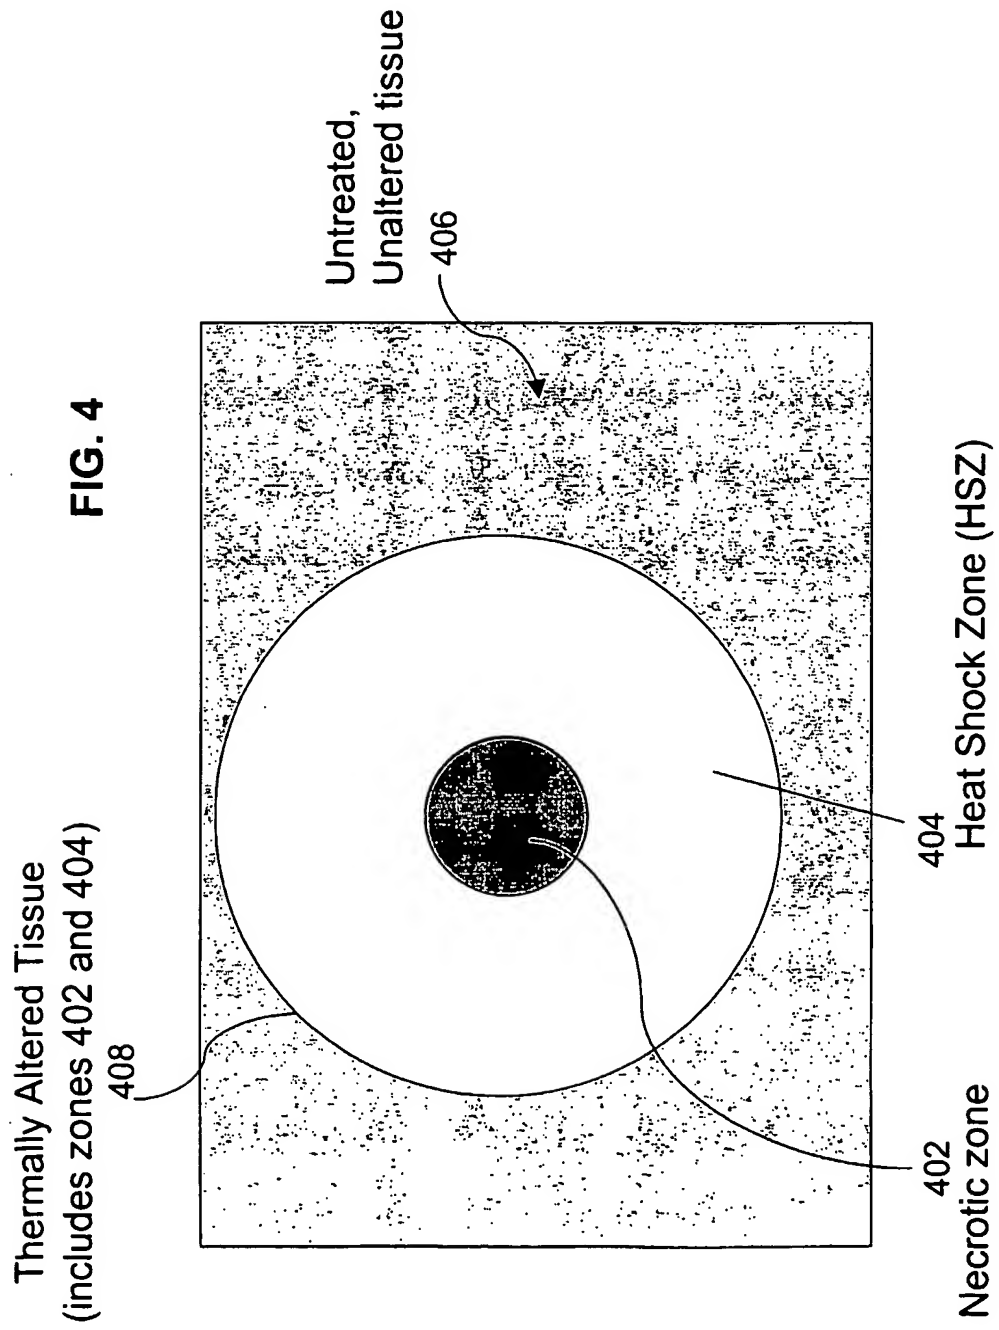 FIG. 4
Thermally Altered Tissue
(includes zones 402 and 404)
408
Untreated,
Unaltered tissue
406
402
Necrotic zone
404
Heat Shock Zone (HSZ)